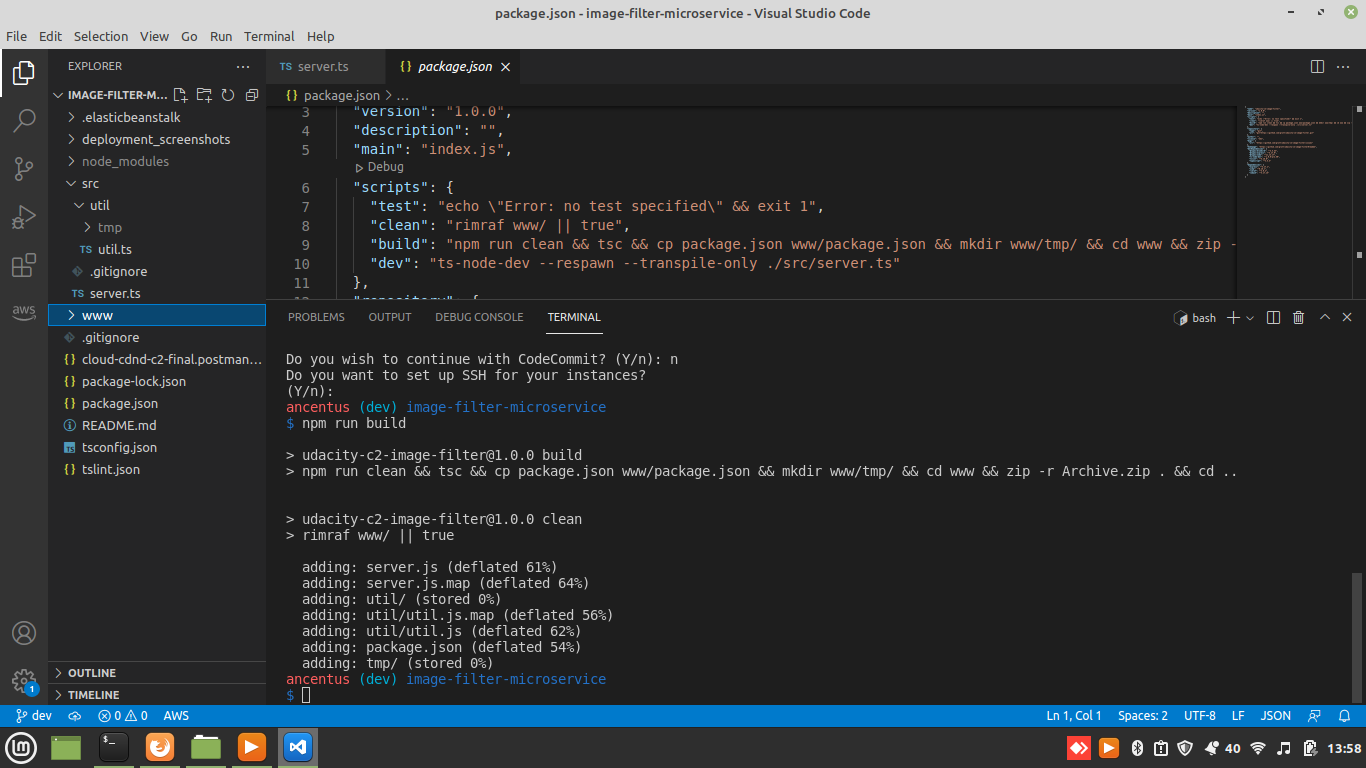 package.json - image-filter-microservice - Visual Studio Code
File Edit Selection View Go Run Terminal Help
EXPLORER
IMAGE-FILTER-M...
.elasticbeanstalk
deployment_screenshots
node_modules
src
util
tmp
TS util.ts
.gitignore
TS server.ts
www
.gitignore
{} cloud-cdnd-c2-final.postman...
{} package-lock.json
{} package.json
README.md
TS tsconfig.json
{} tslint.json
OUTLINE
TIMELINE
aws
1
TS server.ts {} package.json
{} package.json > ...
3 "version": "1.0.0",
4 "description": "",
5 "main": "index.js",
Debug
6 "scripts": {
7 "test": "echo \"Error: no test specified\" && exit 1",
8 "clean": "rimraf www/ || true",
9 "build": "npm run clean && tsc && cp package.json www/package.json && mkdir www/tmp/ && cd www && zip -
10 "dev": "ts-node-dev --respawn --transpile-only ./src/server.ts"
11 },
12 "repository": {
PROBLEMS OUTPUT DEBUG CONSOLE TERMINAL bash
Do you wish to continue with CodeCommit? (Y/n): n
Do you want to set up SSH for your instances?
(Y/n):
ancentus (dev) image-filter-microservice
$ npm run build
> udacity-c2-image-filter@1.0.0 build
> npm run clean && tsc && cp package.json www/package.json && mkdir www/tmp/ && cd www && zip -r Archive.zip . && cd ..
> udacity-c2-image-filter@1.0.0 clean
> rimraf www/ || true
adding: server.js (deflated 61%)
adding: server.js.map (deflated 64%)
adding: util/ (stored 0%)
adding: util/util.js.map (deflated 56%)
adding: util/util.js (deflated 62%)
adding: package.json (deflated 54%)
adding: tmp/ (stored 0%)
ancentus (dev) image-filter-microservice
$
dev 0 0 AWS Ln 1, Col 1 Spaces: 2 UTF-8 LF JSON
40 13:58